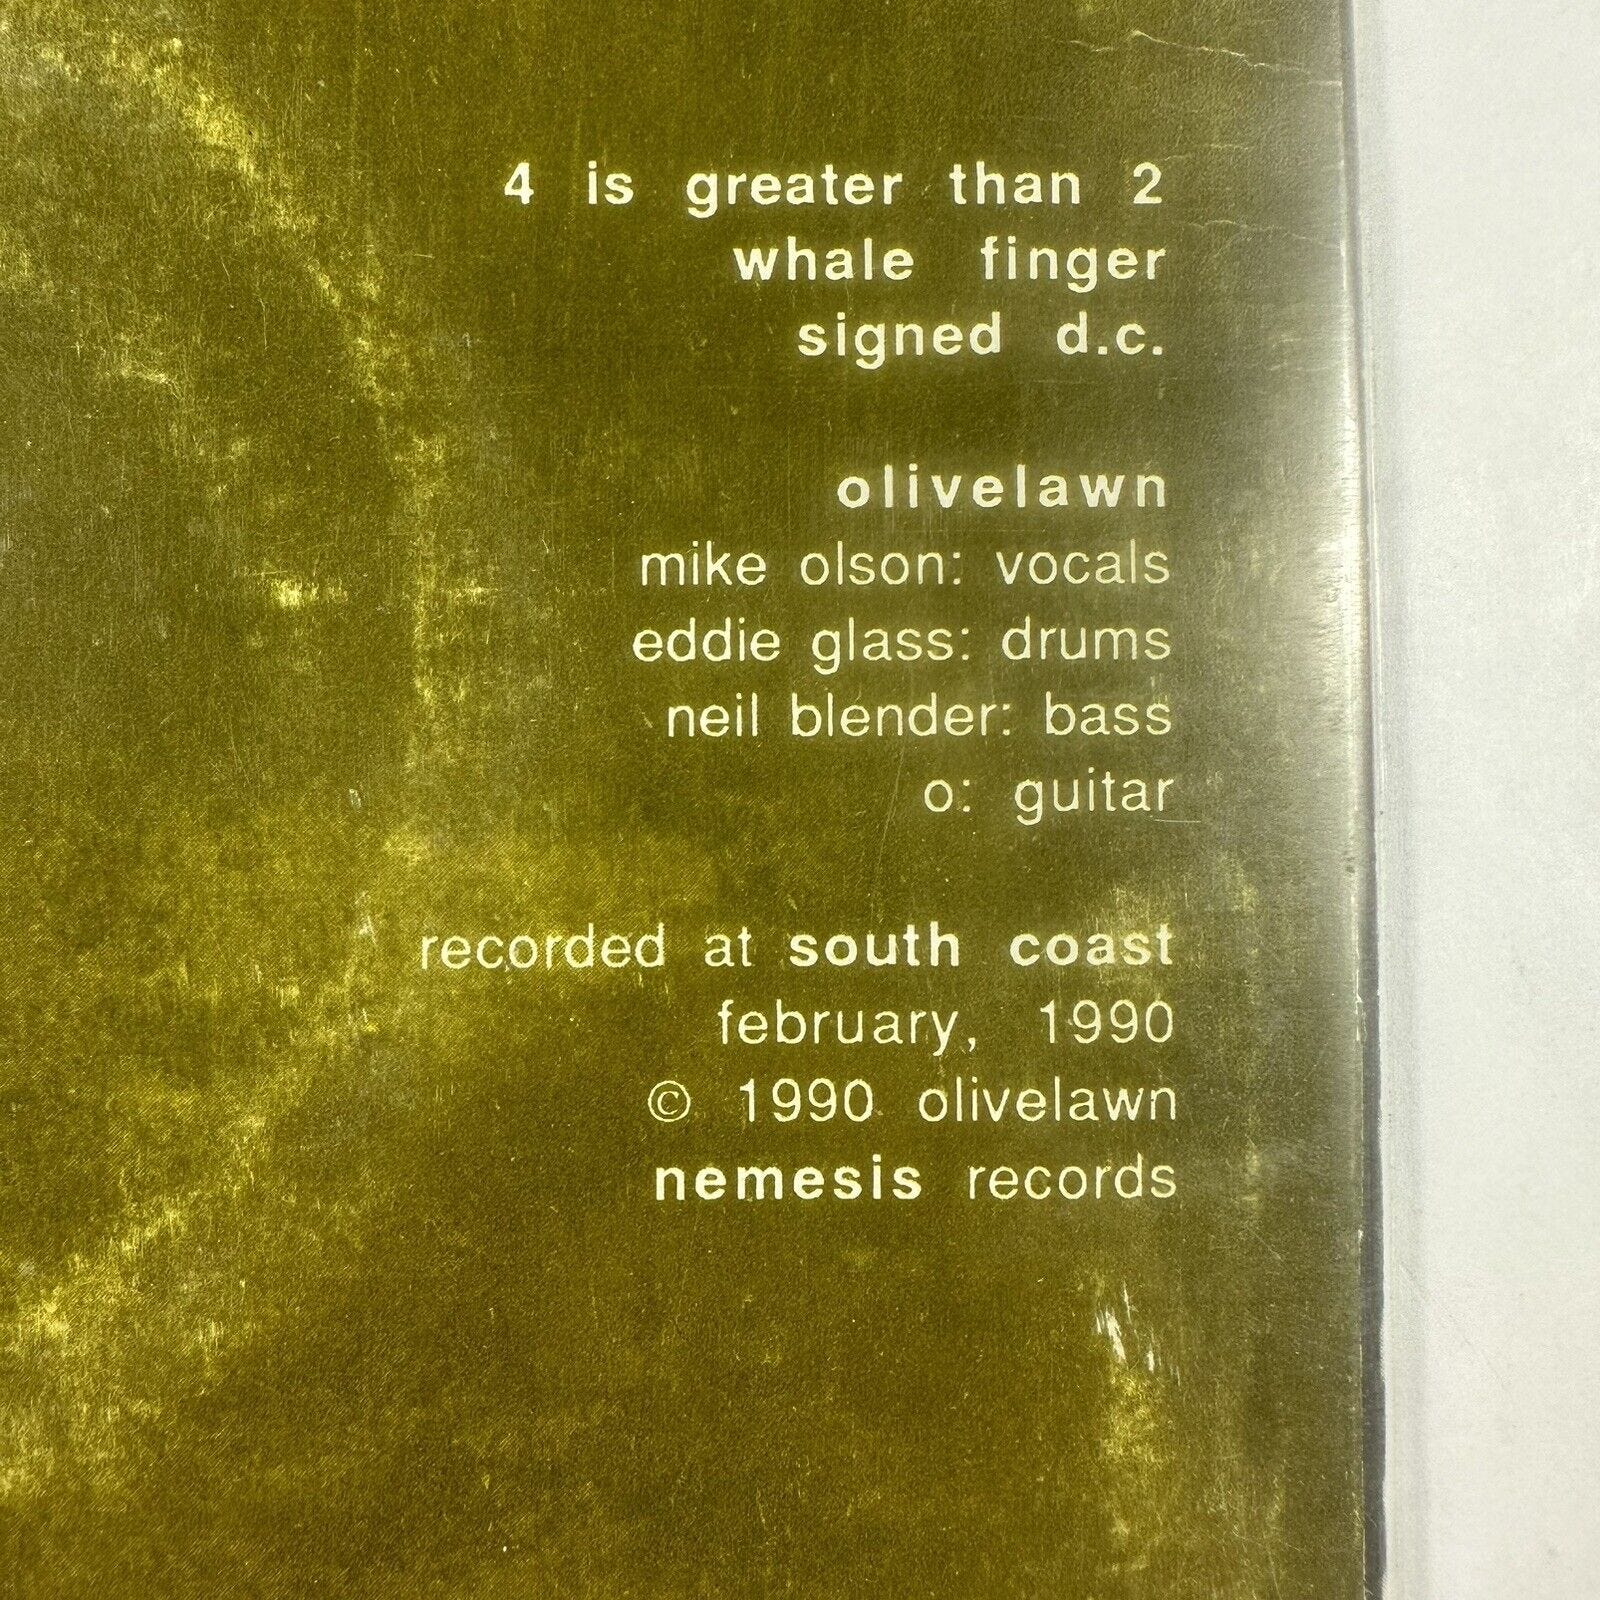 4 is greater than 2
whale finger
signed d.c.
olivelawn
mike olson: vocals
eddie glass: drums
neil blender: bass
o: guitar
recorded at south coast
february, 1990
© 1990 olivelawn
nemesis records